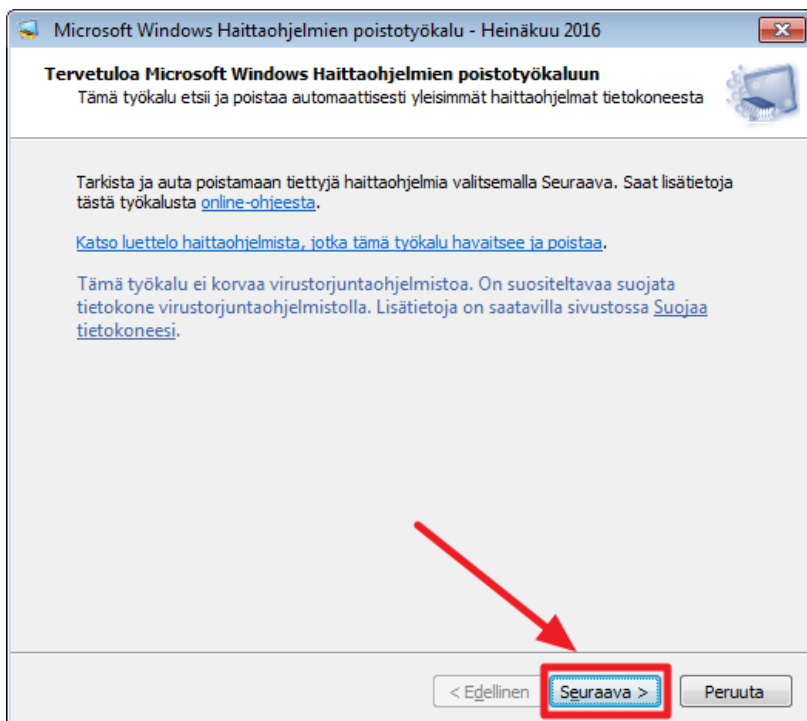 Microsoft Windows Haittaohjelmien poistotyökalu - Heinäkuu 2016
Tervetuloa Microsoft Windows Haittaohjelmien poistotyökaluun
Tämä työkalu etsii ja poistaa automaattisesti yleisimmät haittaohjelmat tietokoneesta
Tarkista ja auta poistamaan tiettyjä haittaohjelmia valitsemalla Seuraava. Saat lisätietoja
tästä työkalusta online-ohjeesta.
Katso luettelo haittaohjelmista, jotka tämä työkalu havaitsee ja poistaa.
Tämä työkalu ei korvaa virustorjuntaohjelmistoa. On suositeltavaa suojata
tietokone virustorjuntaohjelmistolla. Lisätietoja on saatavilla sivustossa Suojaa
tietokoneesi.
< Edellinen Seuraava > Peruuta